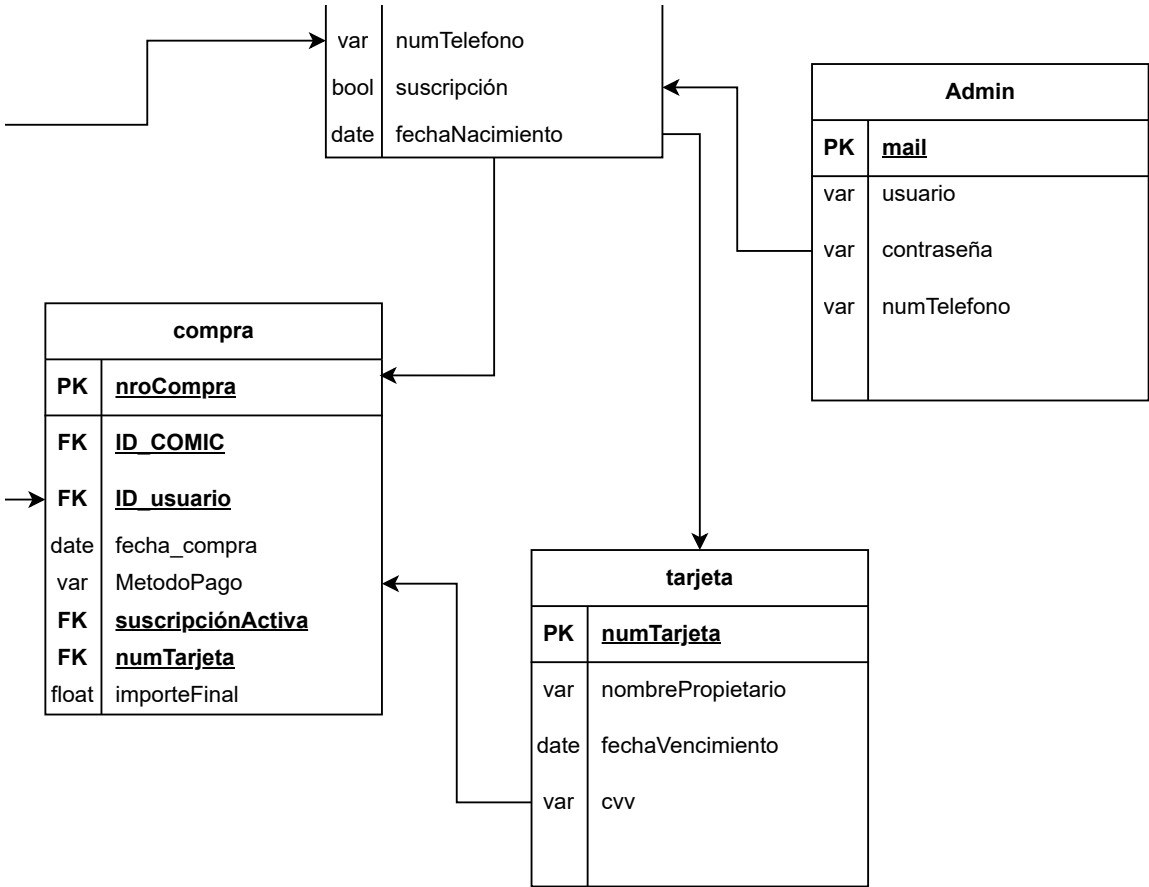 var numTelefono
bool suscripción
date fechaNacimiento
Admin
PK mail
var usuario
var contraseña
var numTelefono
compra
PK nroCompra
FK ID_COMIC
FK ID_usuario
date fecha_compra
var MetodoPago
FK suscripciónActiva
FK numTarjeta
float importeFinal
tarjeta
PK numTarjeta
var nombrePropietario
date fechaVencimiento
var cvv